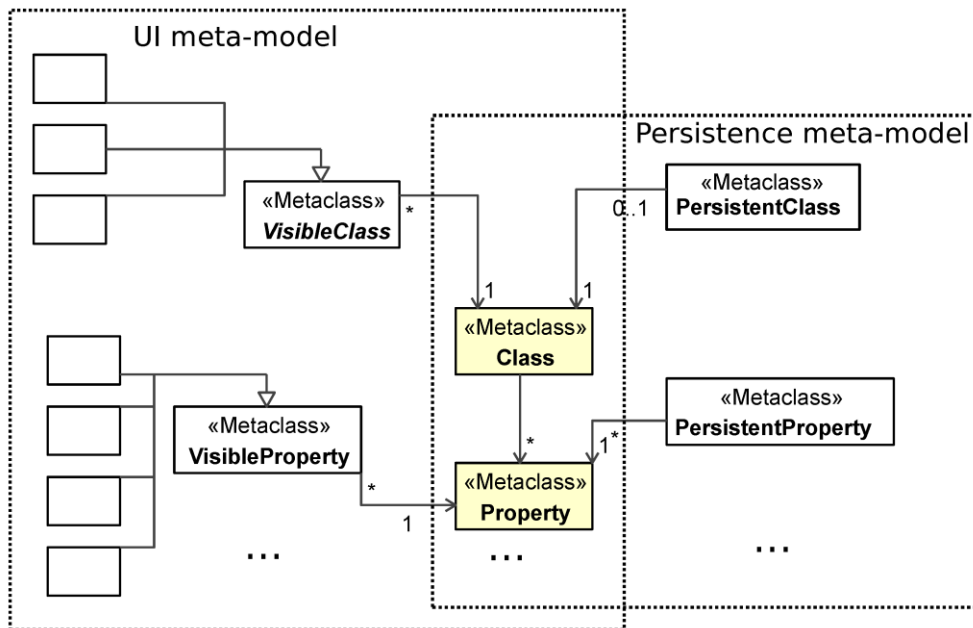 UI meta-model
Persistence meta-model
«Metaclass»
VisibleClass
*
«Metaclass»
PersistentClass
0..1
1
1
«Metaclass»
Class
*
«Metaclass»
VisibleProperty
*
1
«Metaclass»
PersistentProperty
1
*
«Metaclass»
Property
...
...
...